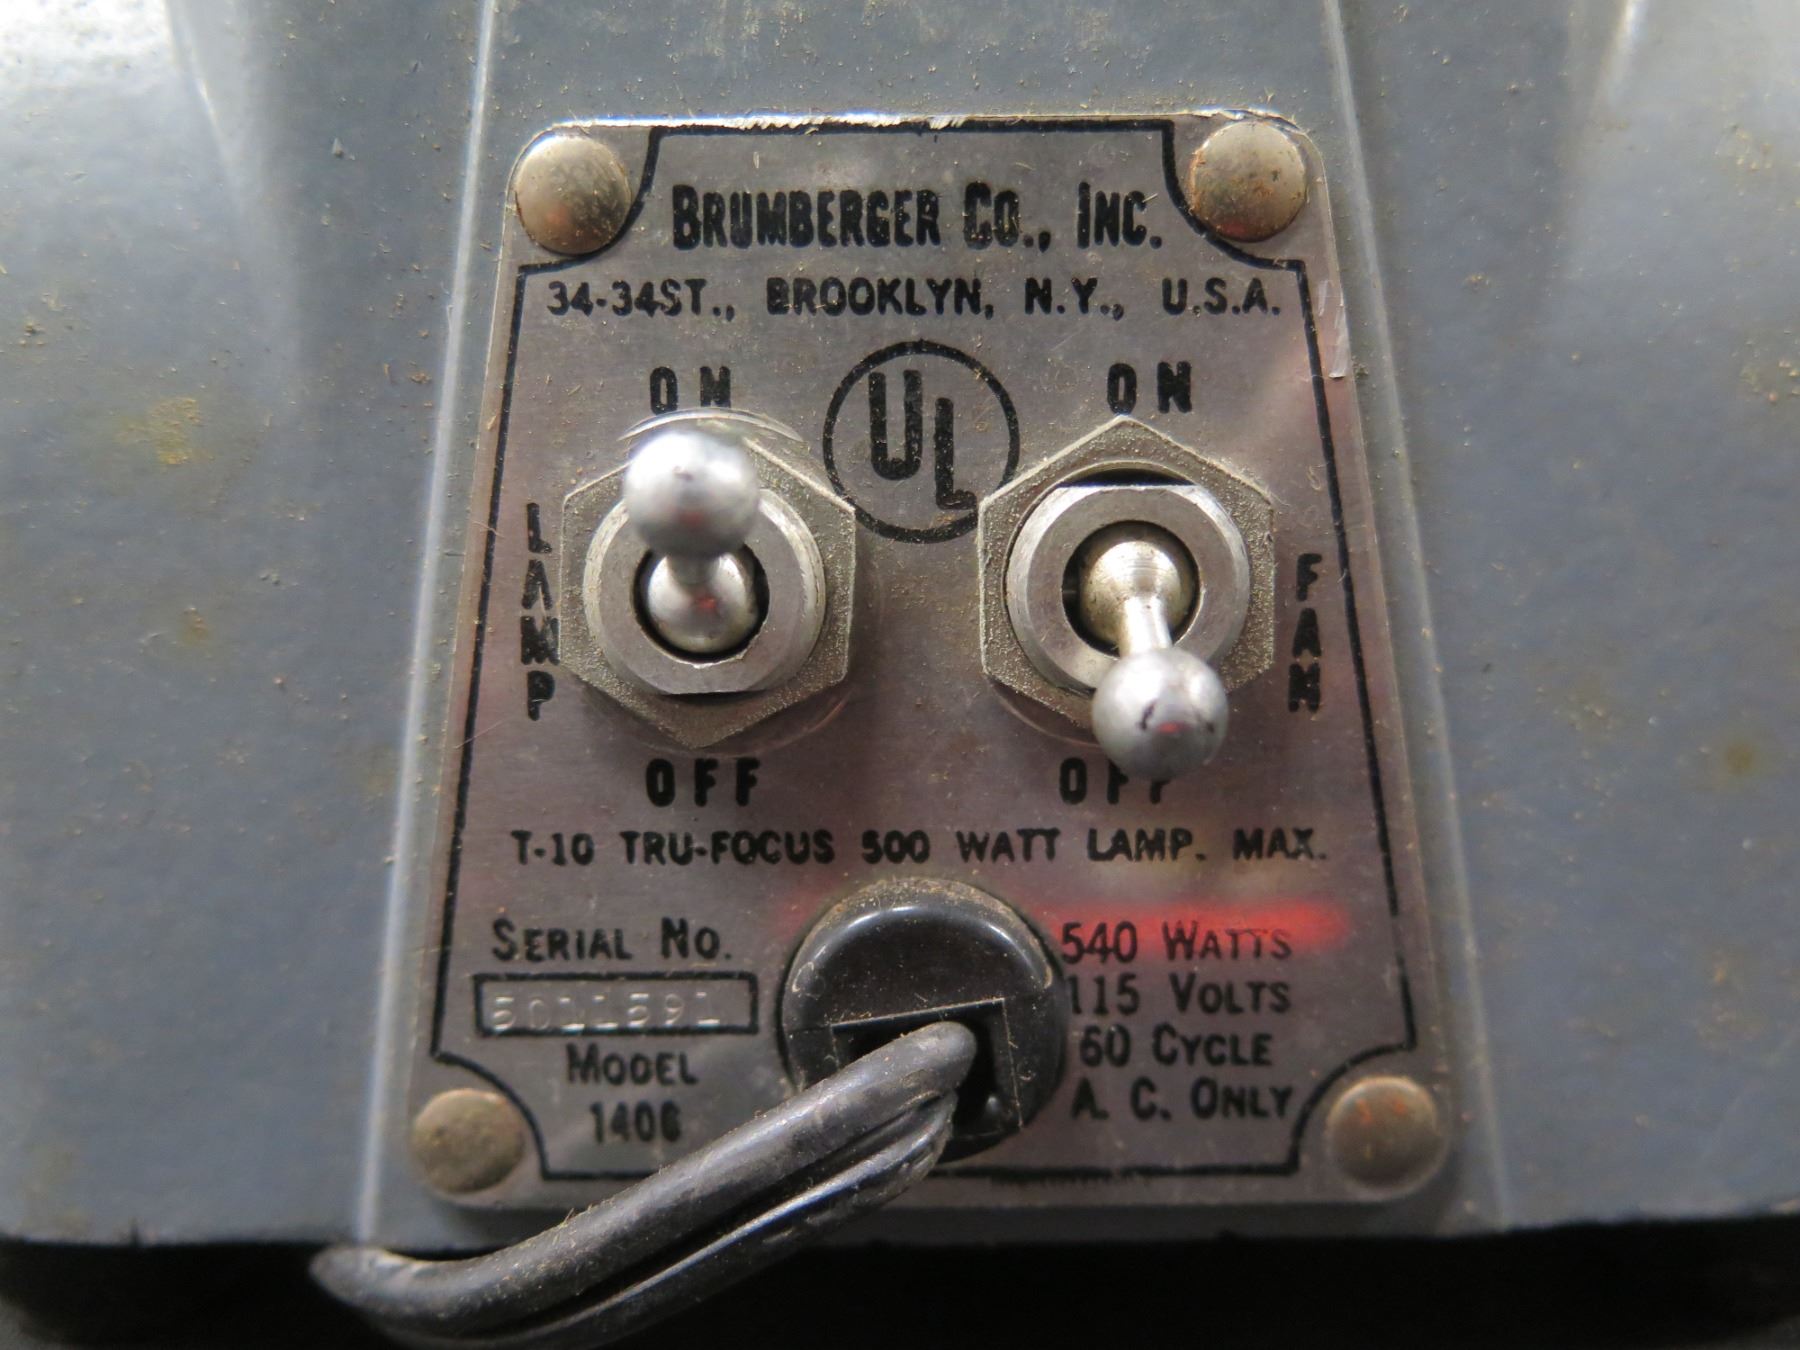 BRUMBERGER CO., INC.
34-34ST., BROOKLYN, N.Y., U.S.A.
ON
UL
ON
LAMP
FAN
OFF
OFF
T-10 TRU-FOCUS 500 WATT LAMP. MAX.
SERIAL NO.
5011591
MODEL
1406
540 WATTS
115 VOLTS
60 CYCLE
A. C. ONLY